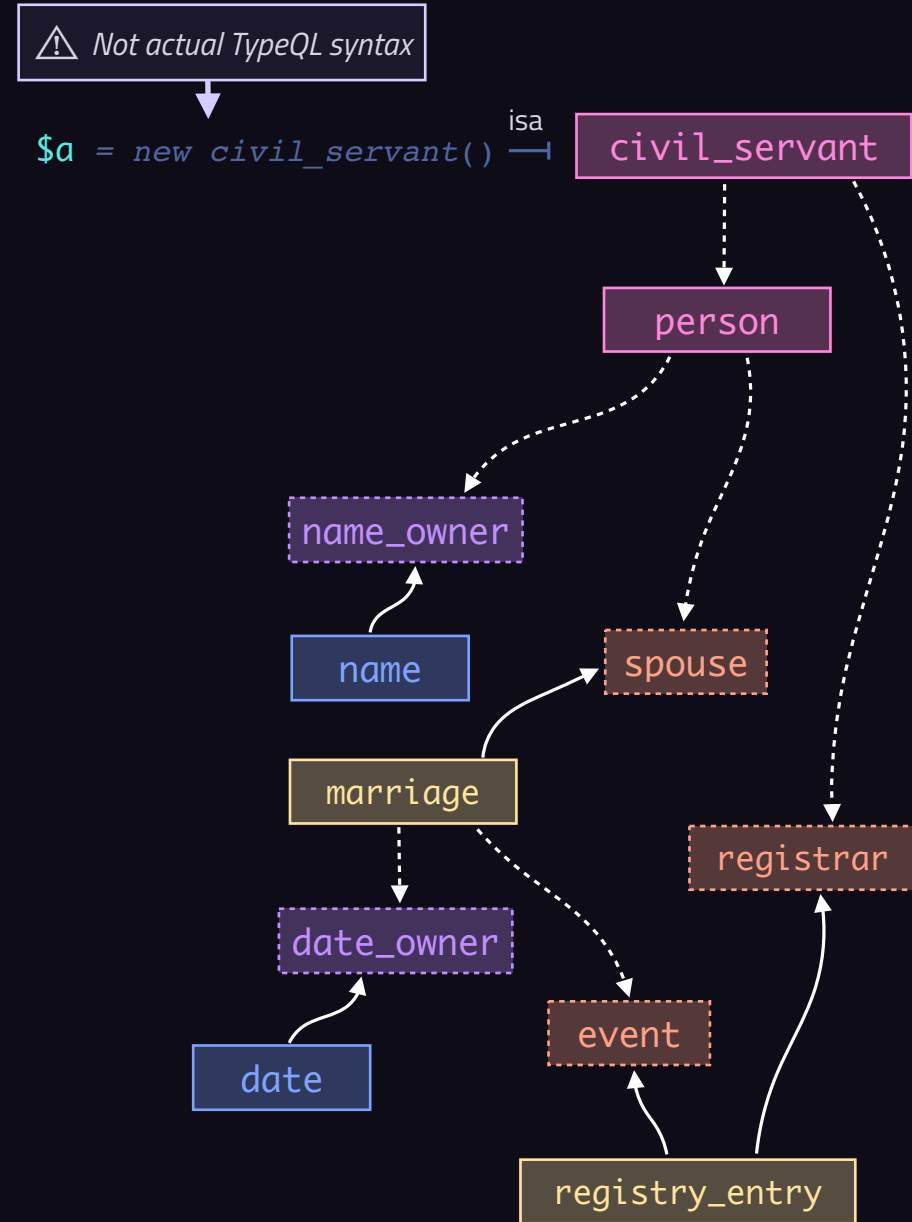 ⚠ Not actual TypeQL syntax
$a = new civil_servant()
isa
civil_servant
person
name_owner
name
spouse
marriage
registrar
date_owner
event
date
registry_entry